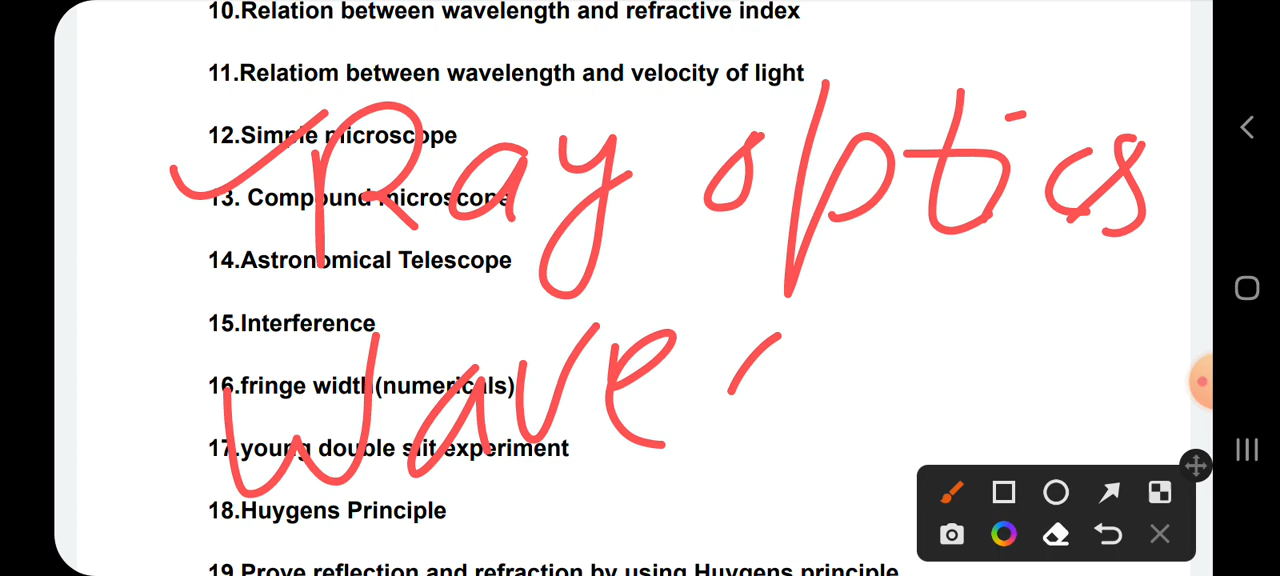 10.Relation between wavelength and refractive index
11.Relatiom between wavelength and velocity of light
12.Simple microscope
Ray optics
13. Compound microscope
14.Astronomical Telescope
15.Interference
16.fringe width(numericals)
wave
17.young double slit experiment
18.Huygens Principle
19.Prove reflection and refraction by using Huygens principle